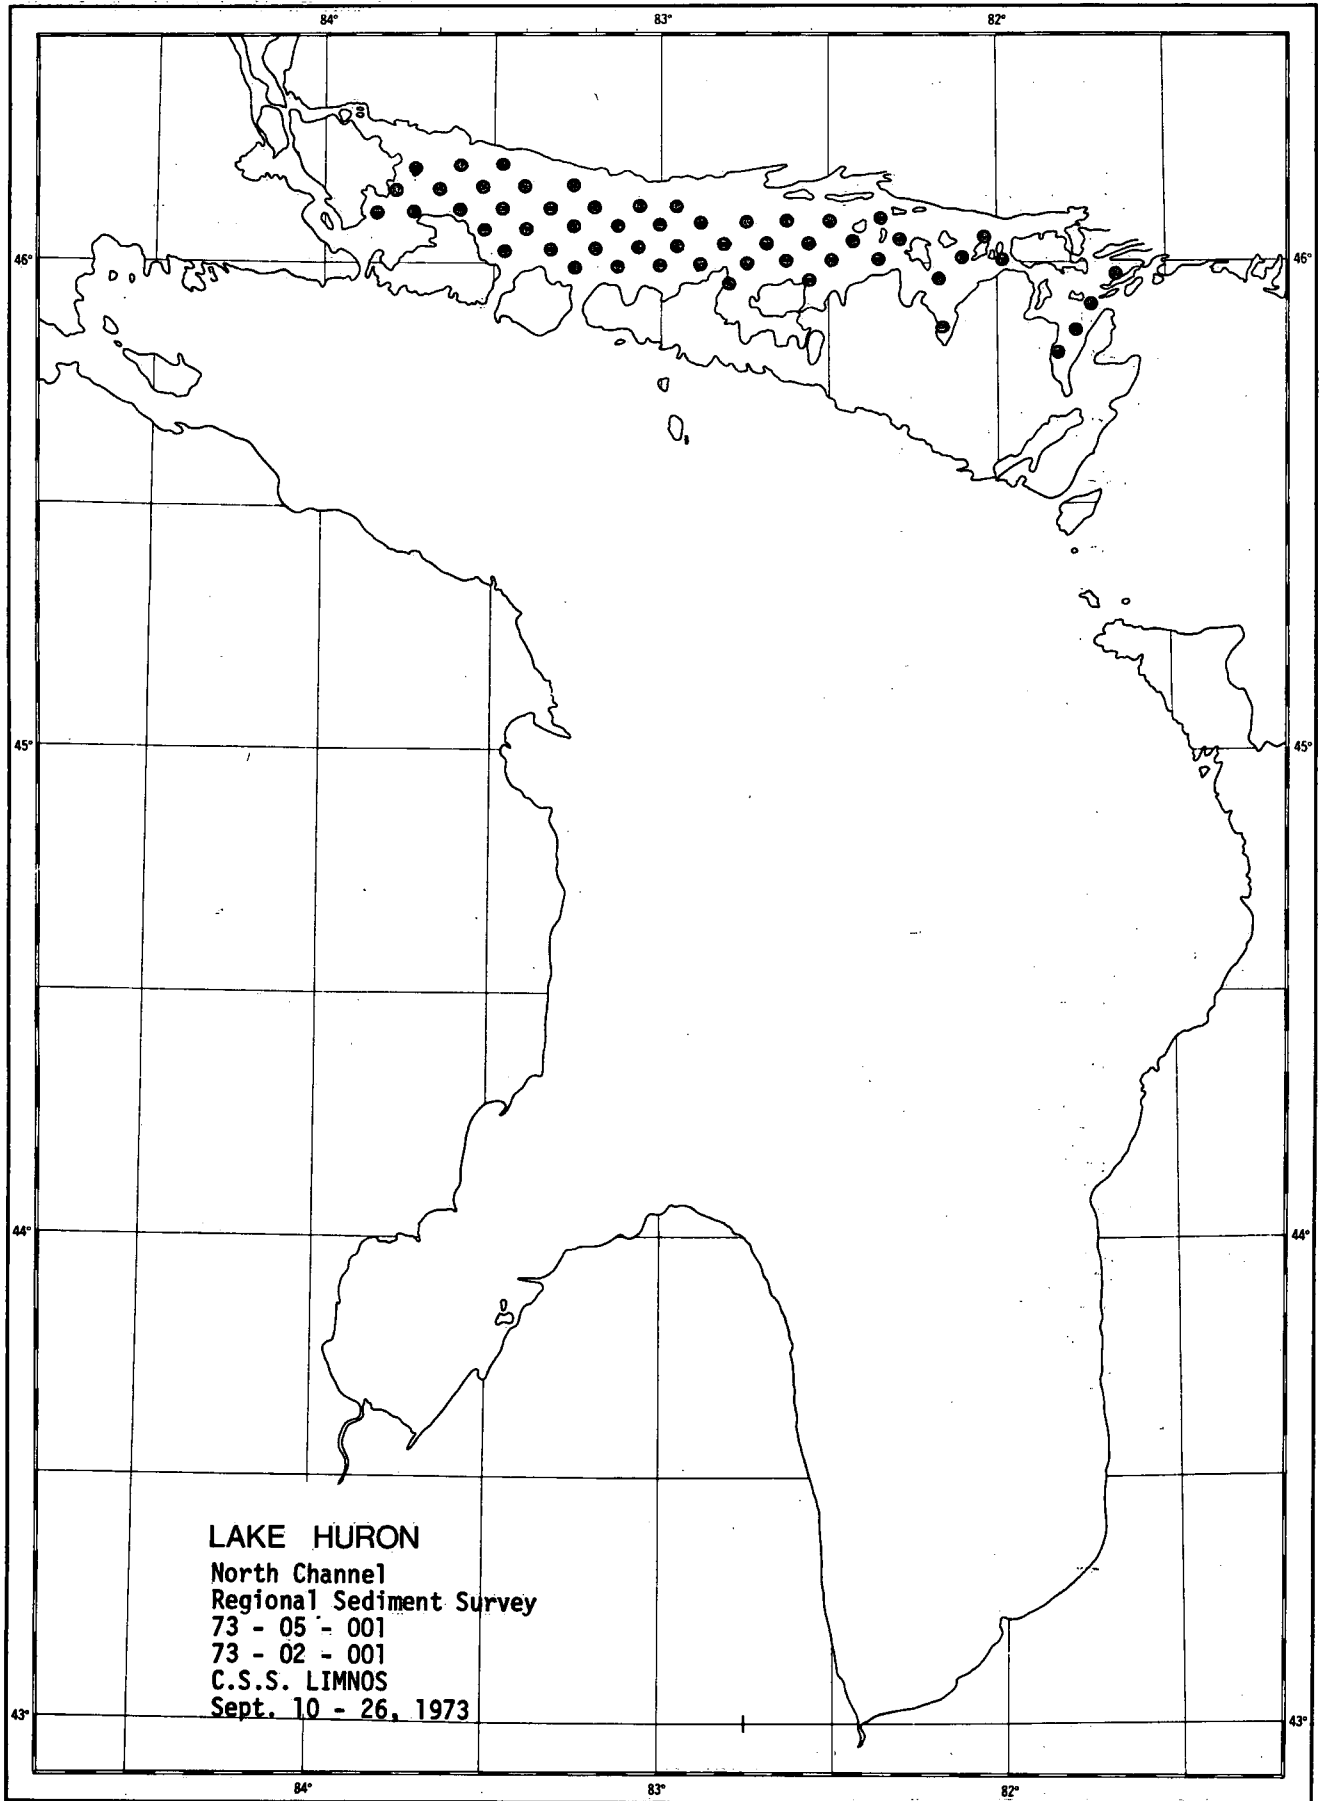 84° 83° 82°
46° 46°
45° 45°
44° 44°
LAKE HURON
North Channel
Regional Sediment Survey
73 - 05 - 001
73 - 02 - 001
C.S.S. LIMNOS
Sept. 10 - 26, 1973
43° 43°
84° 83° 82°